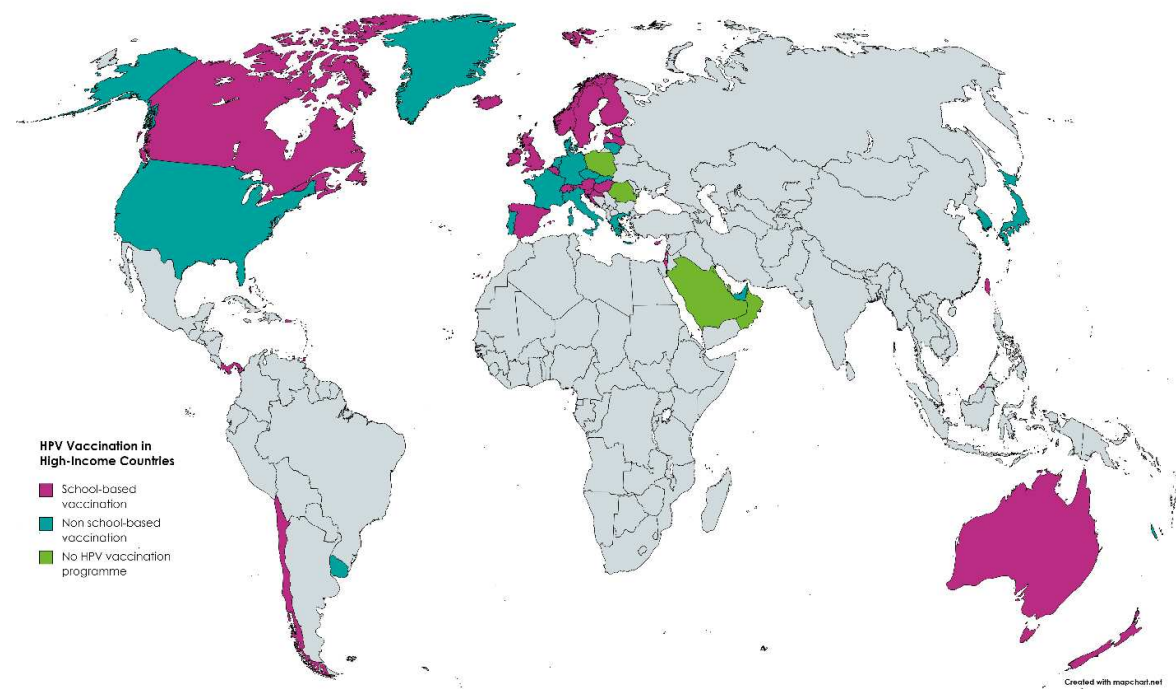 HPV Vaccination in
High-Income Countries
School-based
vaccination
Non school-based
vaccination
No HPV vaccination
programme
Created with mapchart.net